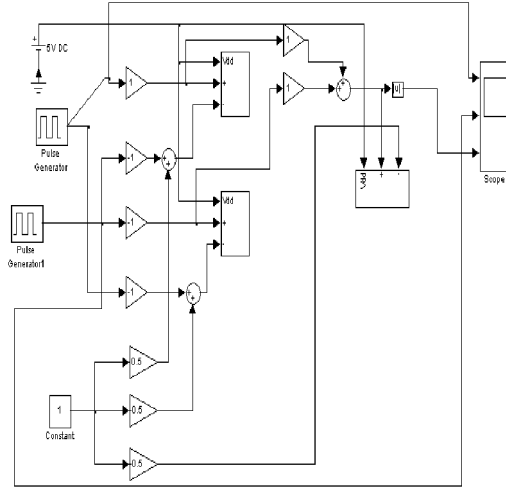 +
5V DC
1
1
Vdd
+
-
1
Pulse
Generator
-1
+
+
+
+
|u|
Vdd
+
-
Scope
-1
+
-
Pulse
Generator1
-1
+
+
0.5
1
0.5
Constant
0.5